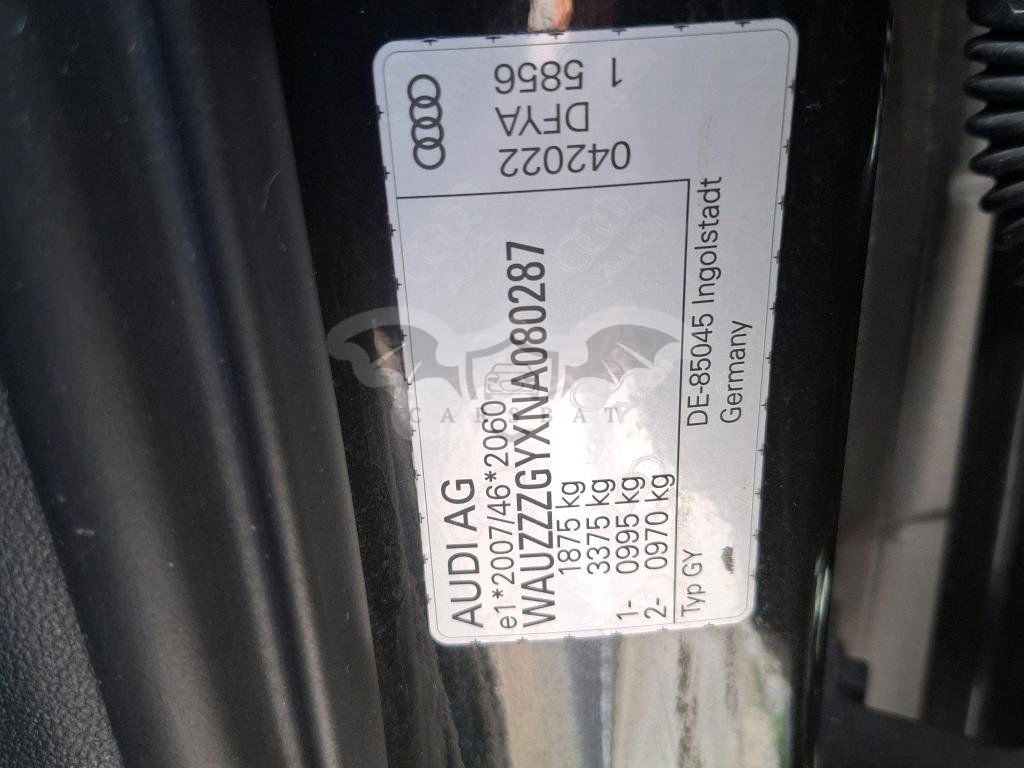 AUDI AG
e1*2007/46*2060
WAUZZZGYXNA080287
1875 kg
3375 kg
1- 0995 kg
2- 0970 kg
Typ GY
DE-85045 Ingolstadt
Germany
042022
DFYA
1 5856
CARSBAT